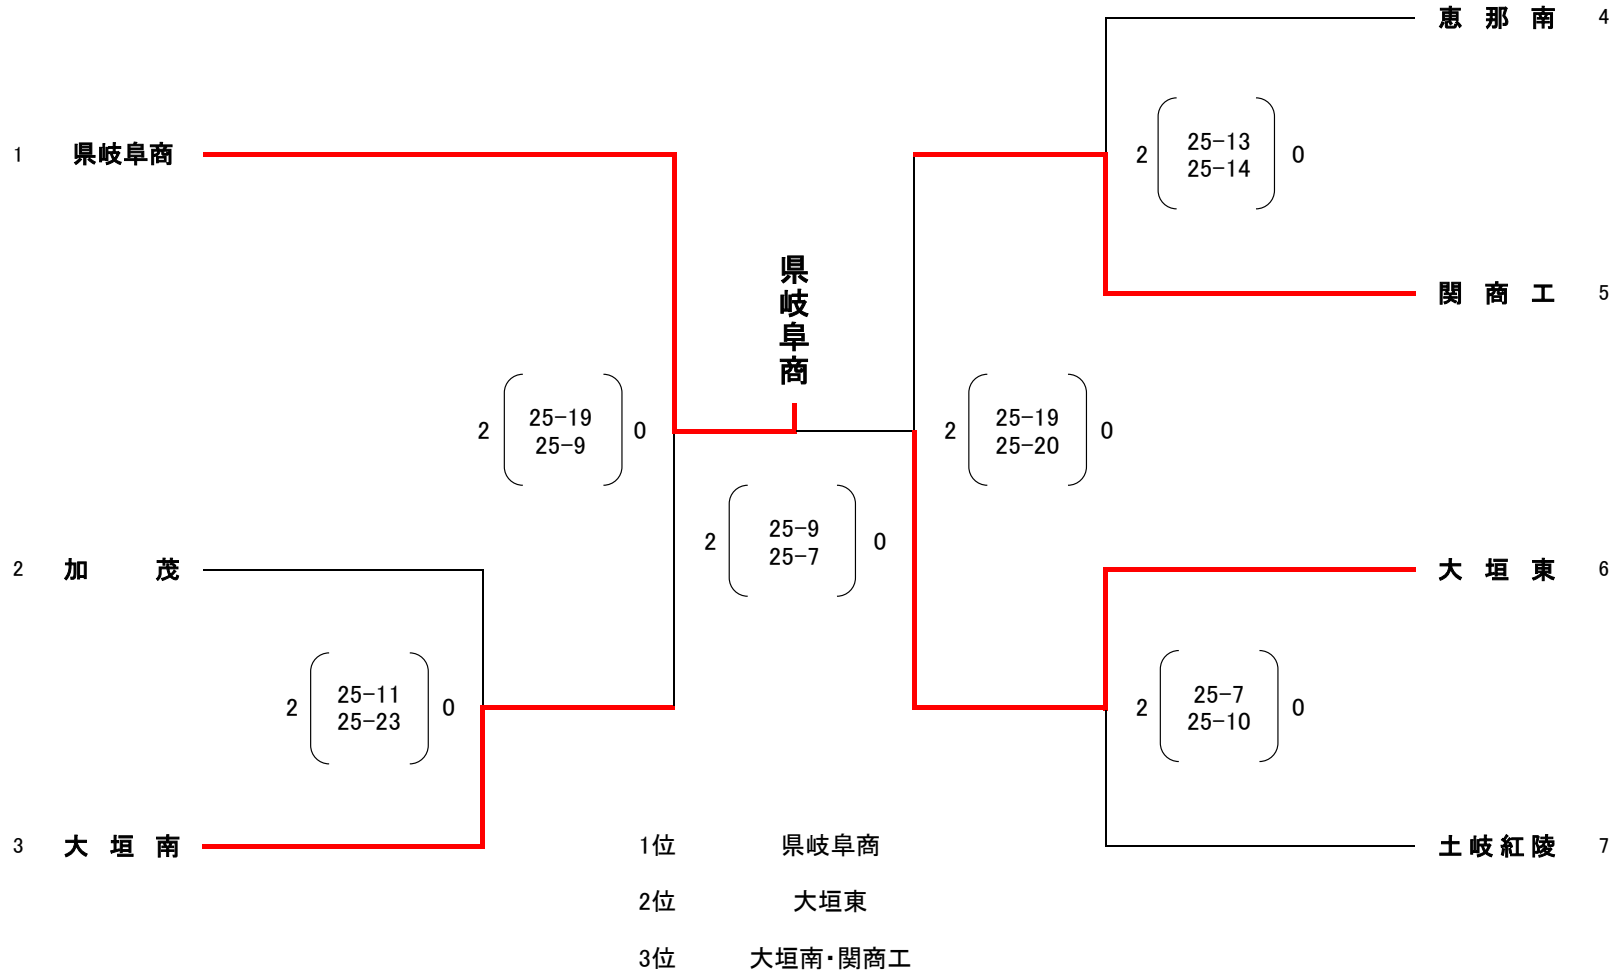 恵那南 4
1 県岐阜商
2 25-13 0
25-14
県岐阜商
関商工 5
2 25-19 0
25-9
2 25-19 0
25-20
2 25-9 0
25-7
2 加茂
大垣東 6
2 25-11 0
25-23
2 25-7 0
25-10
3 大垣南
土岐紅陵 7
1位 県岐阜商
2位 大垣東
3位 大垣南・関商工